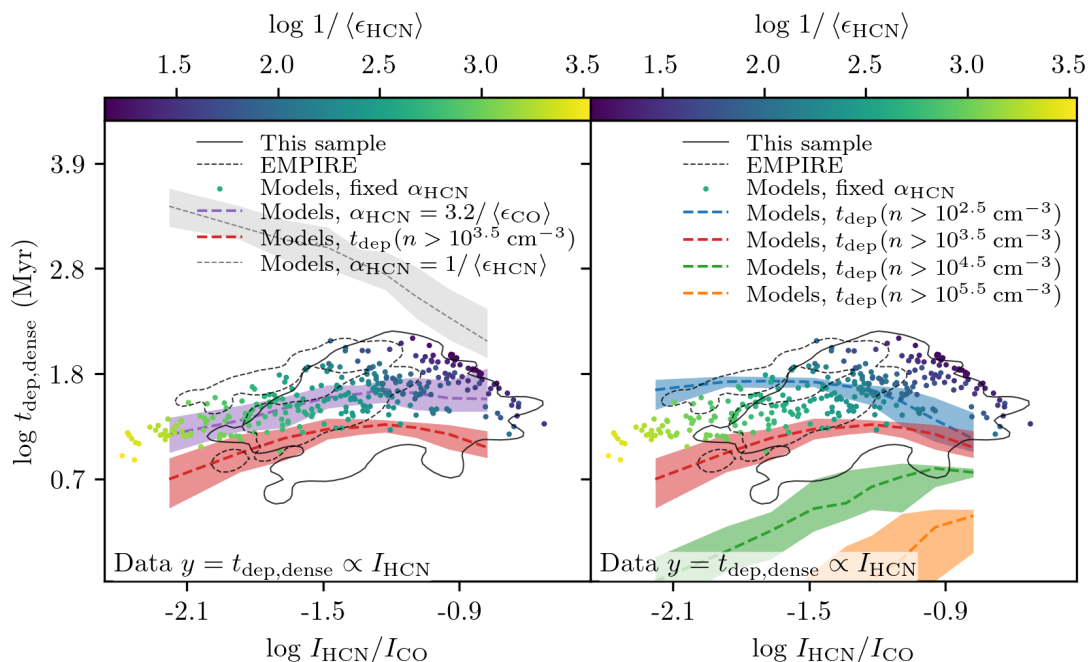 log 1/ ⟨ϵHCN⟩ log 1/ ⟨ϵHCN⟩
1.5 2.0 2.5 3.0 3.5 1.5 2.0 2.5 3.0 3.5
This sample
EMPIRE
Models, fixed αHCN
Models, αHCN = 3.2/ ⟨ϵCO⟩
Models, tdep(n > 10^3.5 cm^−3)
Models, αHCN = 1/ ⟨ϵHCN⟩
This sample
EMPIRE
Models, fixed αHCN
Models, tdep(n > 10^2.5 cm^−3)
Models, tdep(n > 10^3.5 cm^−3)
Models, tdep(n > 10^4.5 cm^−3)
Models, tdep(n > 10^5.5 cm^−3)
log tdep,dense (Myr)
3.9
2.8
1.8
0.7
Data y = tdep,dense ∝ IHCN Data y = tdep,dense ∝ IHCN
-2.1 -1.5 -0.9 -2.1 -1.5 -0.9
log IHCN/ICO log IHCN/ICO